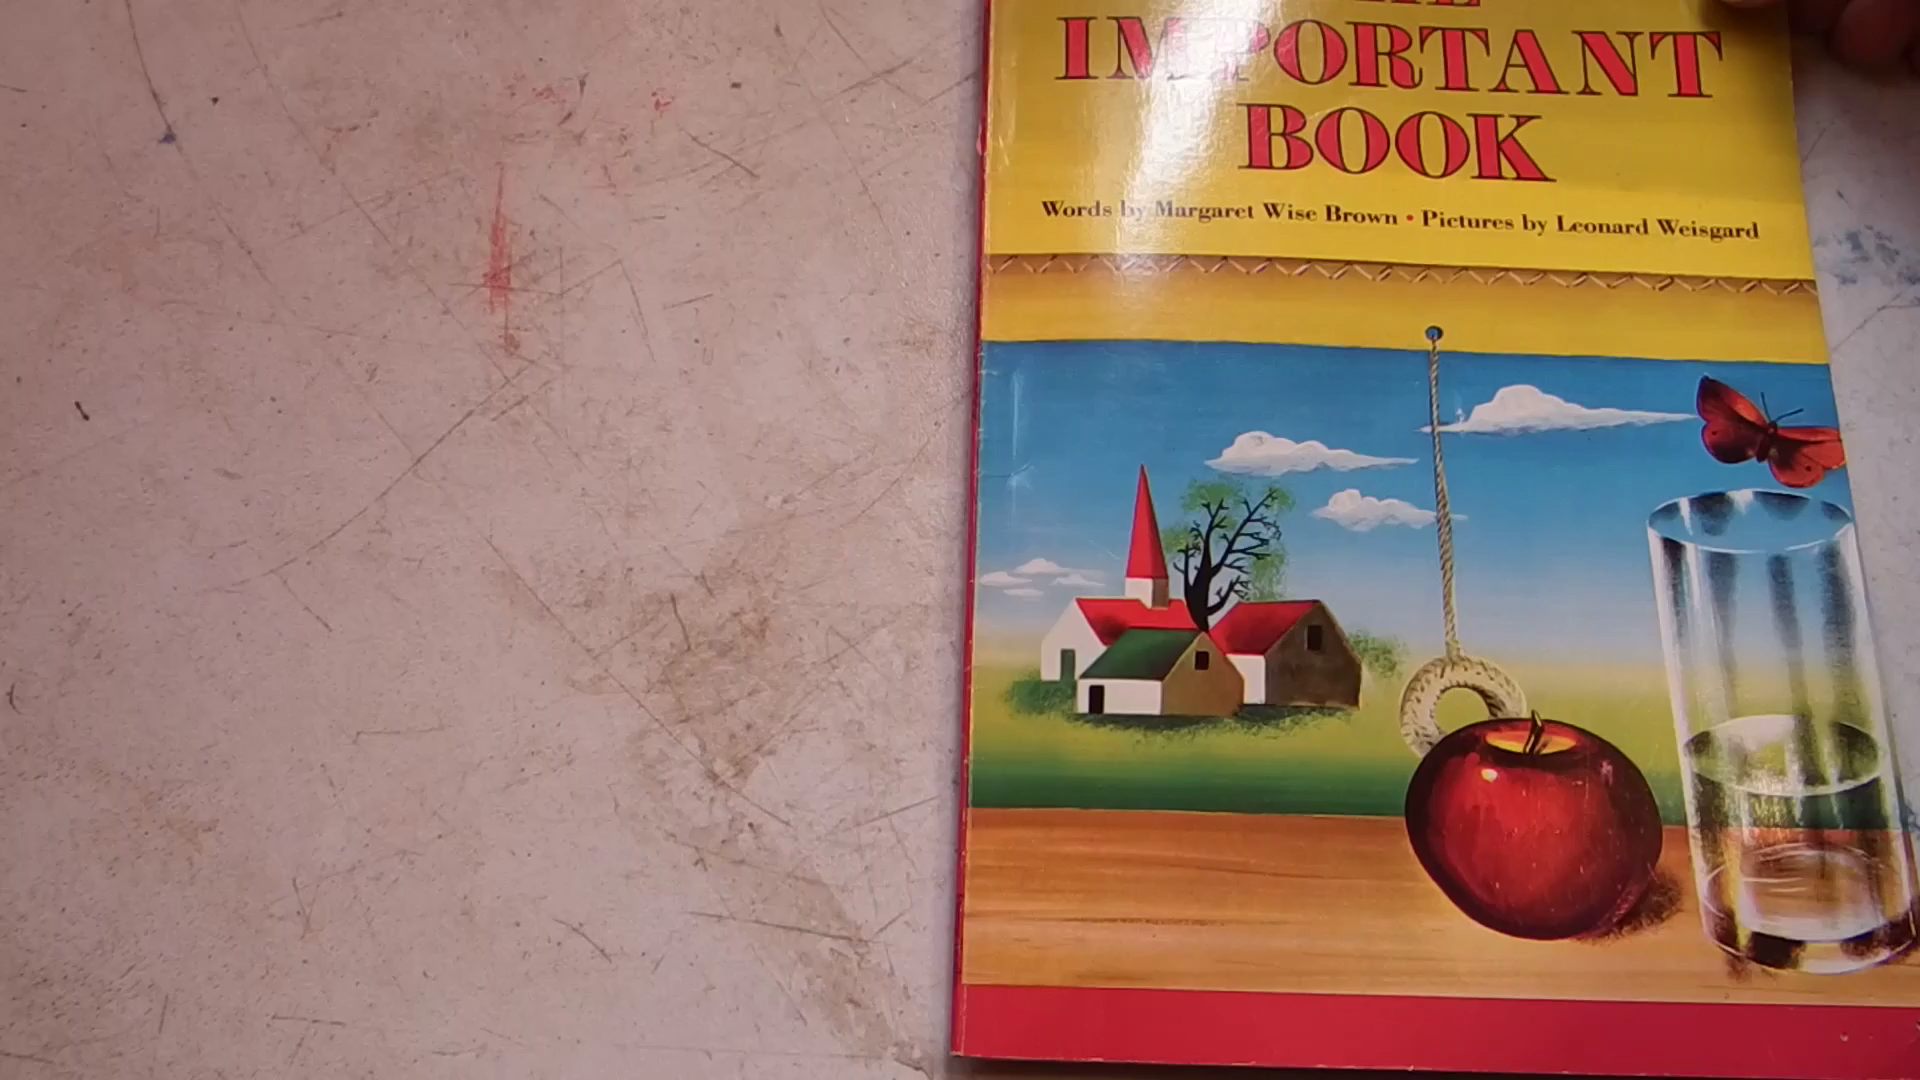 IMPORTANT
BOOK
Words by Margaret Wise Brown • Pictures by Leonard Weisgard